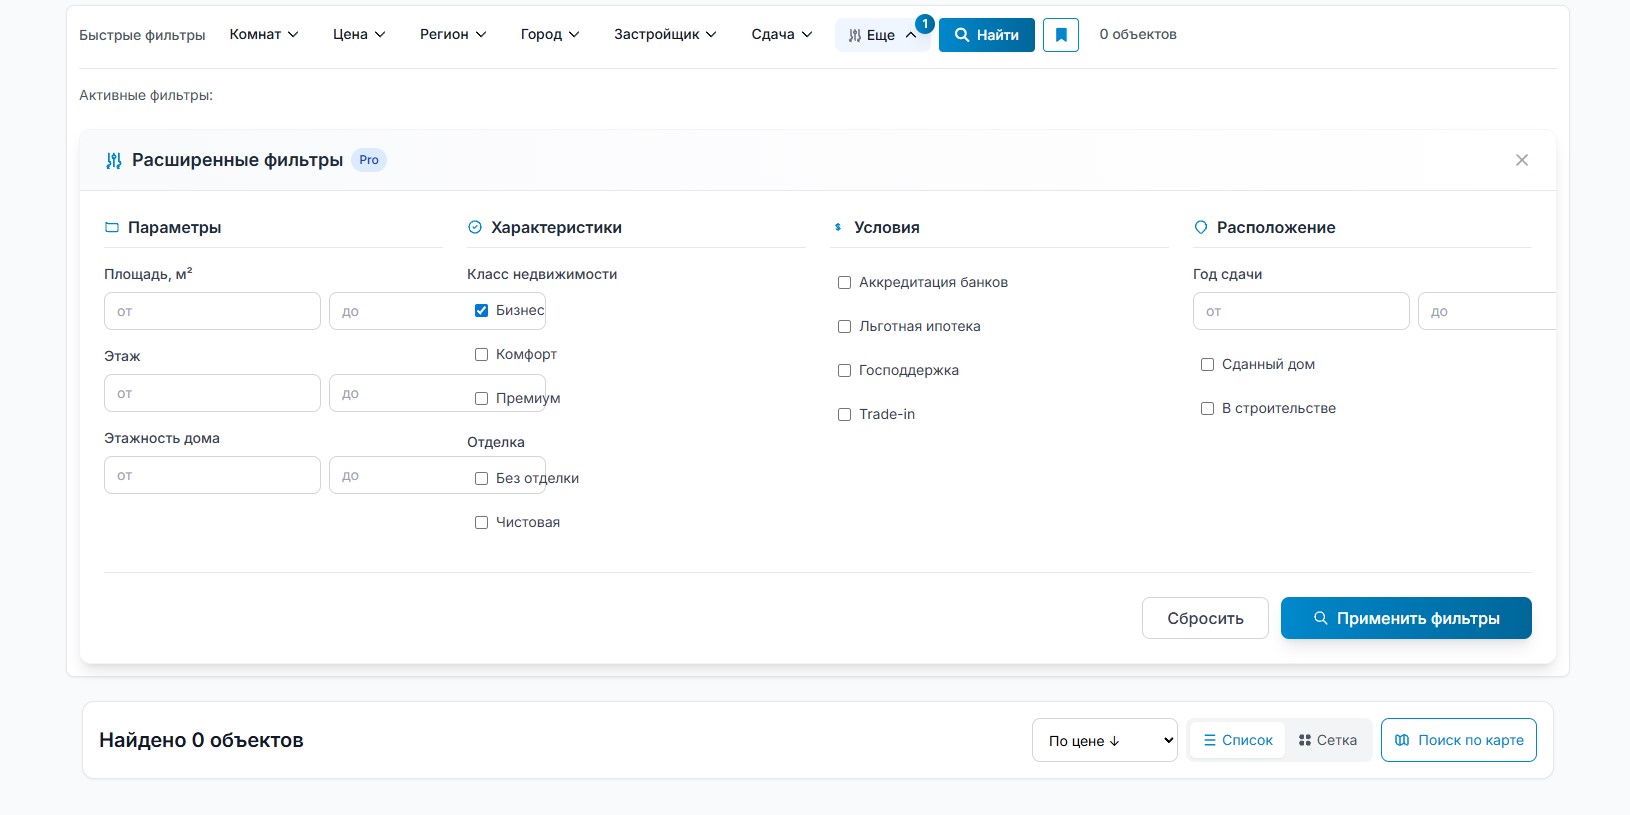 Быстрые фильтры Комнат Цена Регион Город Застройщик Сдача Еще 1 Найти 0 объектов
Активные фильтры:
Расширенные фильтры Pro
Параметры
Площадь, м²
от до
Этаж
от до
Этажность дома
от до
Характеристики
Класс недвижимости
Бизнес
Комфорт
Премиум
Отделка
Без отделки
Чистовая
$ Условия
Аккредитация банков
Льготная ипотека
Господдержка
Trade-in
Расположение
Год сдачи
от до
Сданный дом
В строительстве
Сбросить Применить фильтры
Найдено 0 объектов По цене ↓ Список Сетка Поиск по карте